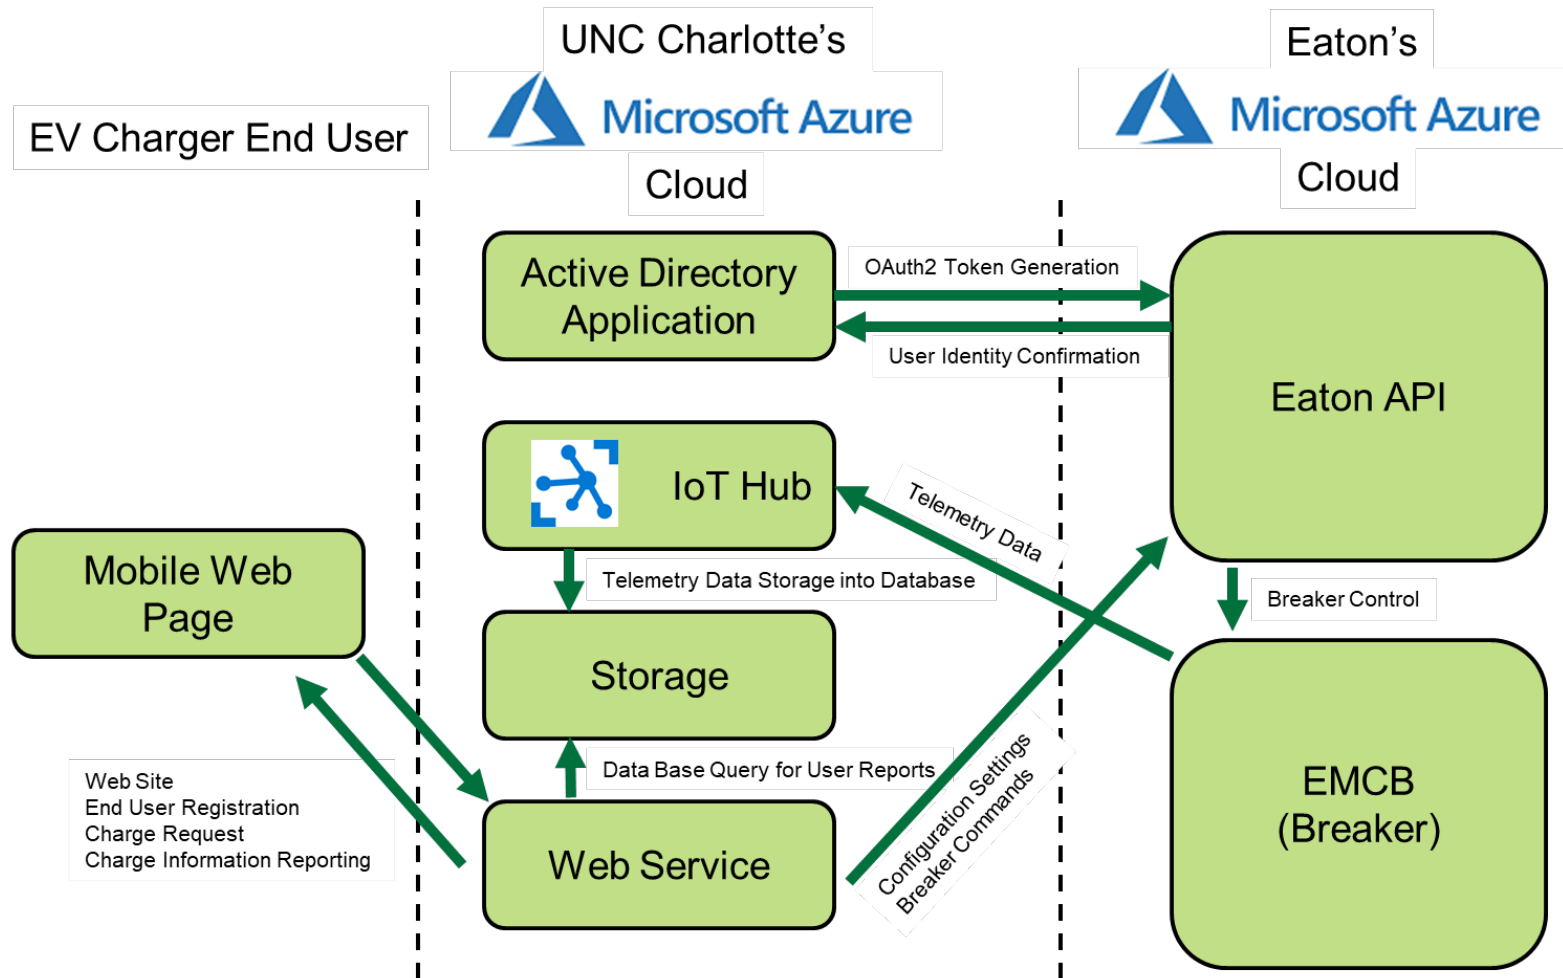 UNC Charlotte's
Microsoft Azure
Cloud
Eaton's
Microsoft Azure
Cloud
EV Charger End User
Active Directory
Application
OAuth2 Token Generation
User Identity Confirmation
Eaton API
IoT Hub
Telemetry Data
Mobile Web
Page
Telemetry Data Storage into Database
Breaker Control
Storage
Data Base Query for User Reports
Configuration Settings
Breaker Commands
Web Site
End User Registration
Charge Request
Charge Information Reporting
Web Service
EMCB
(Breaker)